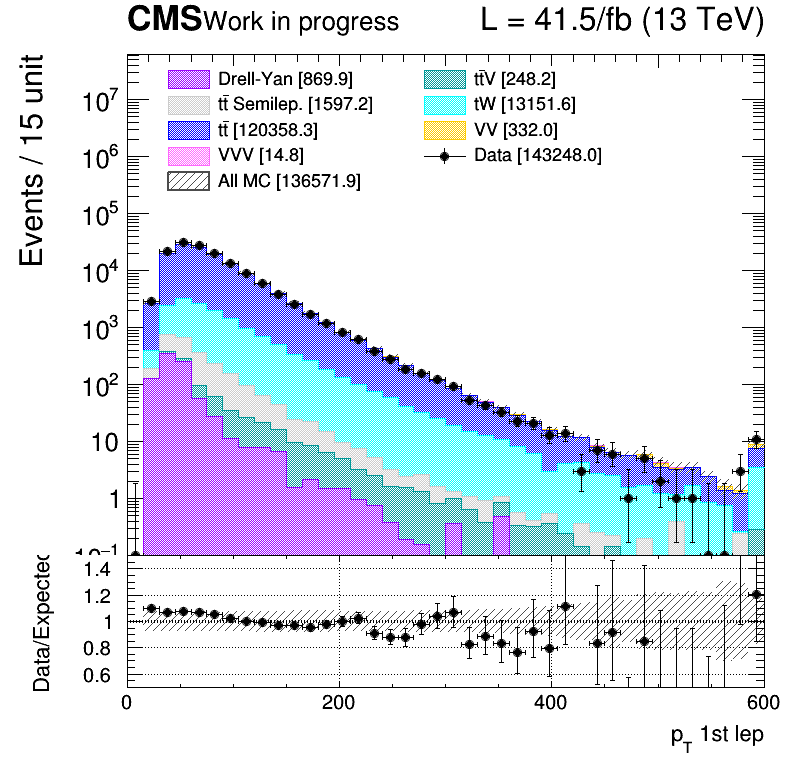 CMS Work in progress L = 41.5/fb (13 TeV)
Events / 15 unit
Drell-Yan [869.9] tt̄V [248.2]
tt̄ Semilep. [1597.2] tW [13151.6]
tt̄ [120358.3] VV [332.0]
VVV [14.8] Data [143248.0]
All MC [136571.9]
10⁷
10⁶
10⁵
10⁴
10³
10²
10
1
10⁻¹
Data/Expected
1.4
1.2
1
0.8
0.6
0 200 400 600
p_T 1st lep